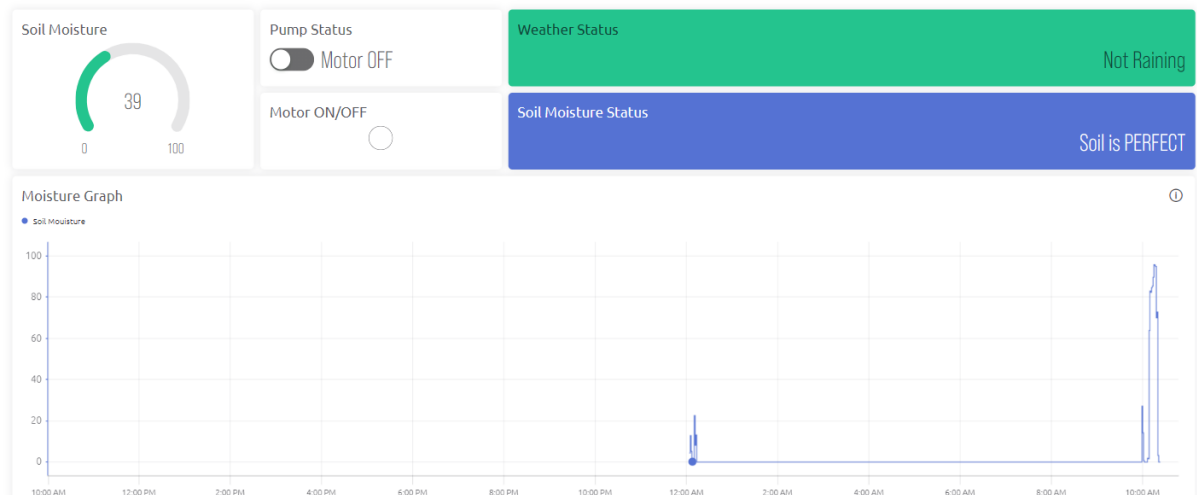 Soil Moisture
39
0 100
Pump Status
Motor OFF
Motor ON/OFF
Weather Status
Not Raining
Soil Moisture Status
Soil is PERFECT
Moisture Graph
Soil Mouisture
100
80
60
40
20
0
10:00 AM 12:00 PM 2:00 PM 4:00 PM 6:00 PM 8:00 PM 10:00 PM 12:00 AM 2:00 AM 4:00 AM 6:00 AM 8:00 AM 10:00 AM